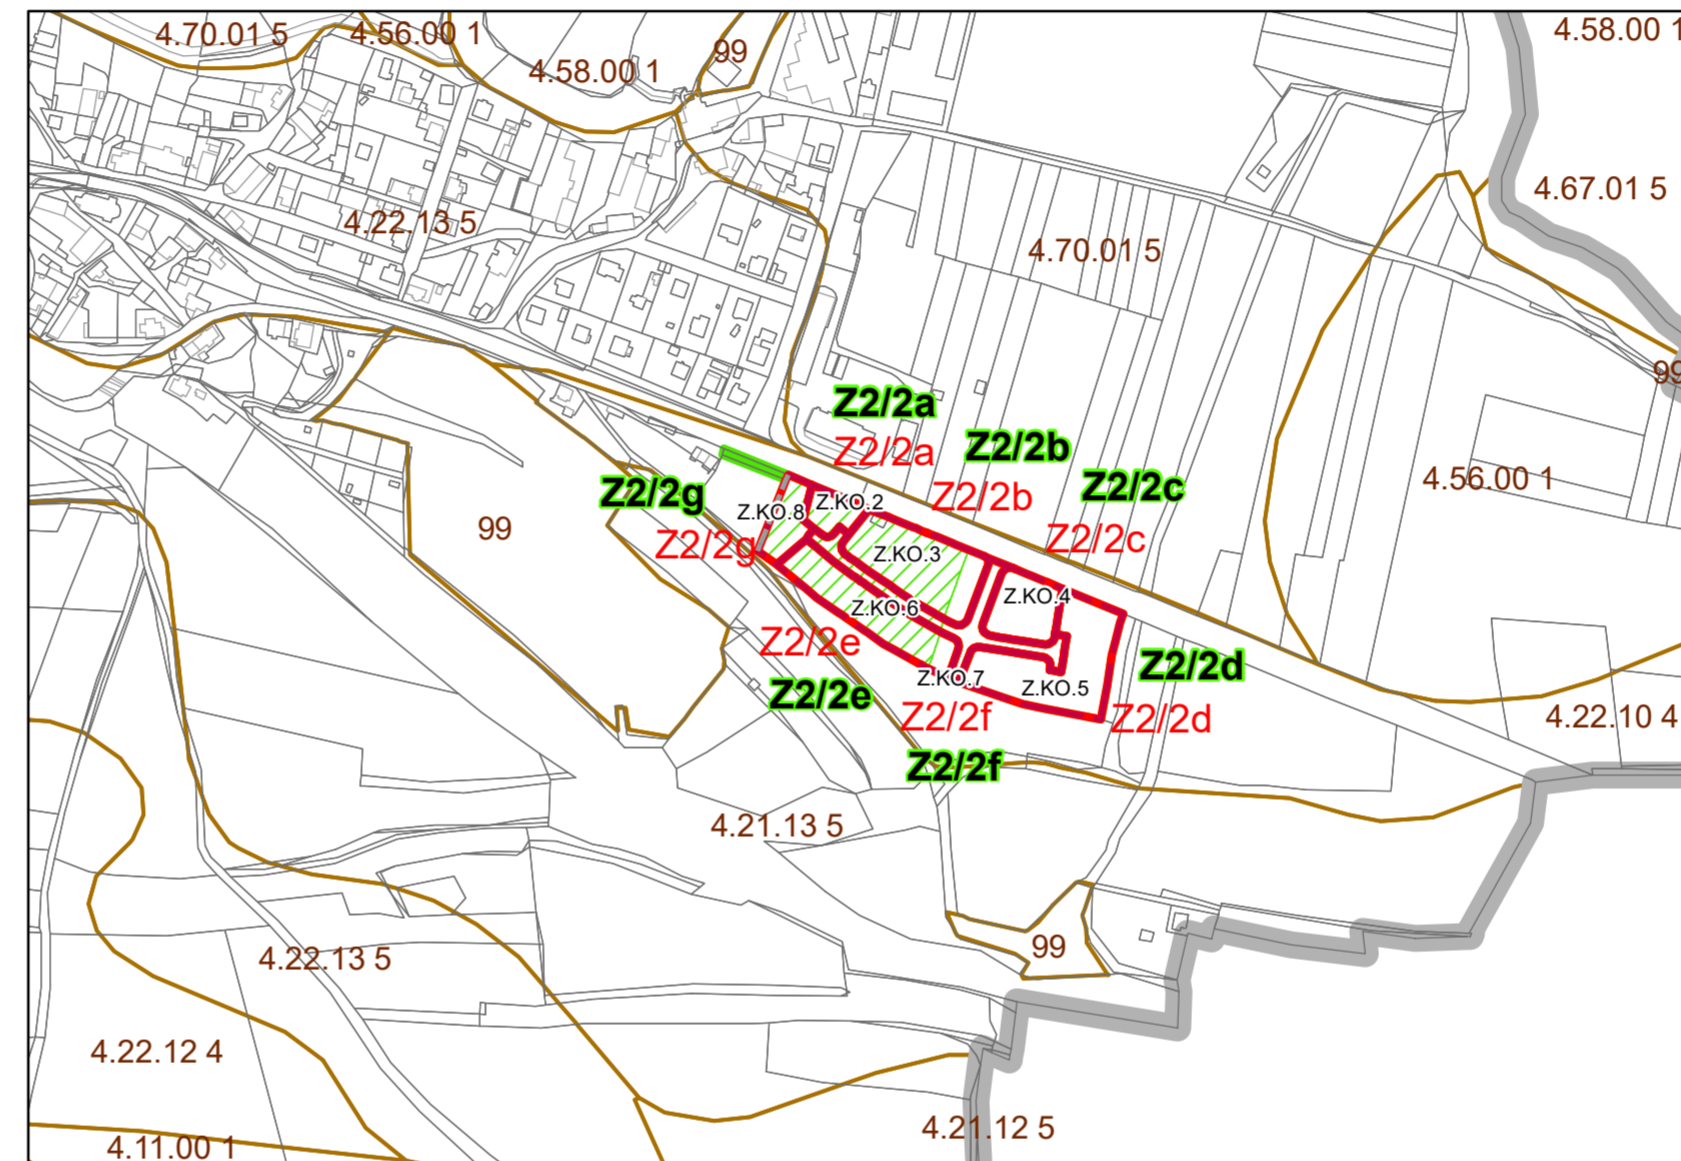 4.70.01 5
4.56.00 1
4.58.00 1
99
4.58.00 1
4.67.01 5
4.22.13 5
4.70.01 5
99
Z2/2a
Z2/2a
Z2/2b
Z2/2b
Z2/2c
Z2/2c
4.56.00 1
Z2/2g
Z2/2g
99
Z.KO.8
Z.KO.2
Z.KO.3
Z.KO.4
Z.KO.6
Z.KO.7
Z.KO.5
Z2/2e
Z2/2e
Z2/2d
Z2/2d
Z2/2f
Z2/2f
4.22.10 4
4.21.13 5
99
4.22.13 5
4.22.12 4
4.21.12 5
4.11.00 1